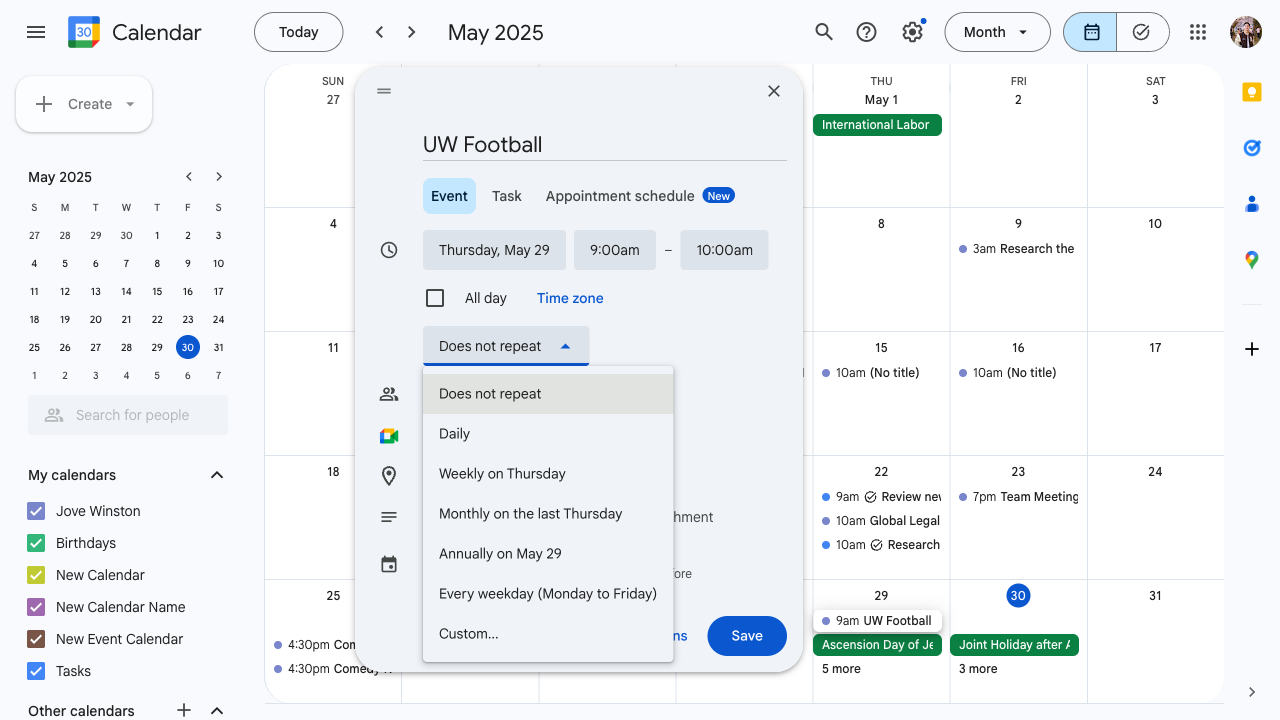 30
Calendar
Today
May 2025
Month
Create
May 2025
S M T W T F S
27 28 29 30 1 2 3
4 5 6 7 8 9 10
11 12 13 14 15 16 17
18 19 20 21 22 23 24
25 26 27 28 29 30 31
1 2 3 4 5 6 7
Search for people
My calendars
Jove Winston
Birthdays
New Calendar
New Calendar Name
New Event Calendar
Tasks
Other calendars
SUN
27
THU
May 1
FRI
2
SAT
3
International Labor
4
8
9
10
3am Research the
11
15
16
17
10am (No title)
10am (No title)
18
22
23
24
9am Review nev
10am Global Legal
10am Research
7pm Team Meeting
25
29
30
31
4:30pm Com
4:30pm Comedy
9am UW Football
Ascension Day of Je
5 more
Joint Holiday after A
3 more
UW Football
Event
Task
Appointment schedule New
Thursday, May 29
9:00am – 10:00am
All day
Time zone
Does not repeat
Does not repeat
Daily
Weekly on Thursday
Monthly on the last Thursday
Annually on May 29
Every weekday (Monday to Friday)
Custom...
hment
ore
ns
Save